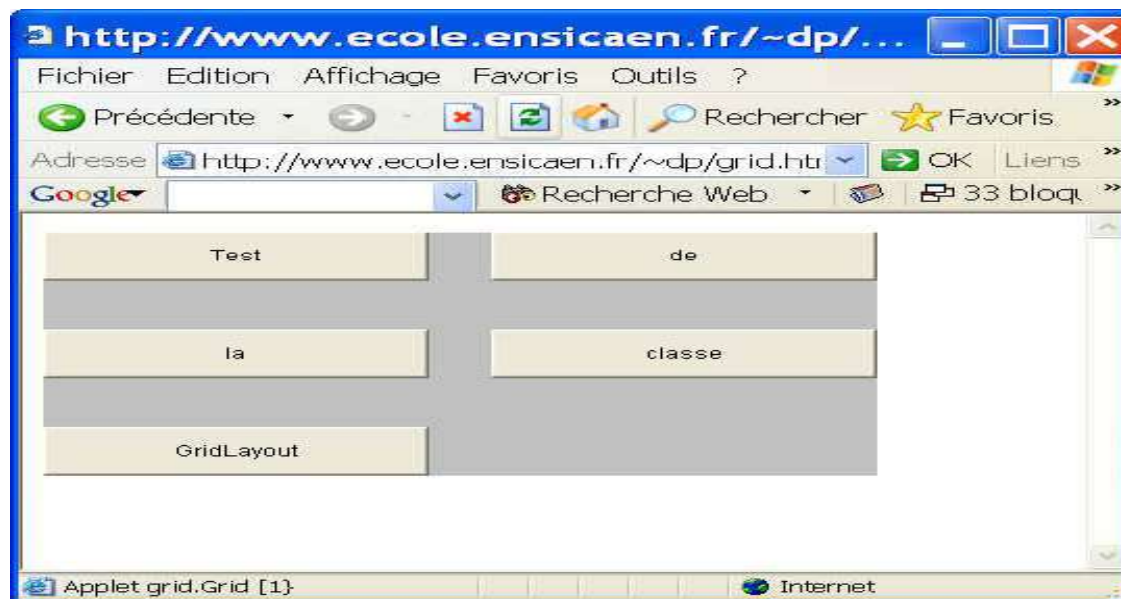 http://www.ecole.ensicaen.fr/~dp/...
Fichier Edition Affichage Favoris Outils ?
Précédente Rechercher Favoris »
Adresse http://www.ecole.ensicaen.fr/~dp/grid.htr OK Liens »
Google Recherche Web 33 bloqu »
Test de
la classe
GridLayout
Applet grid.Grid [1} Internet